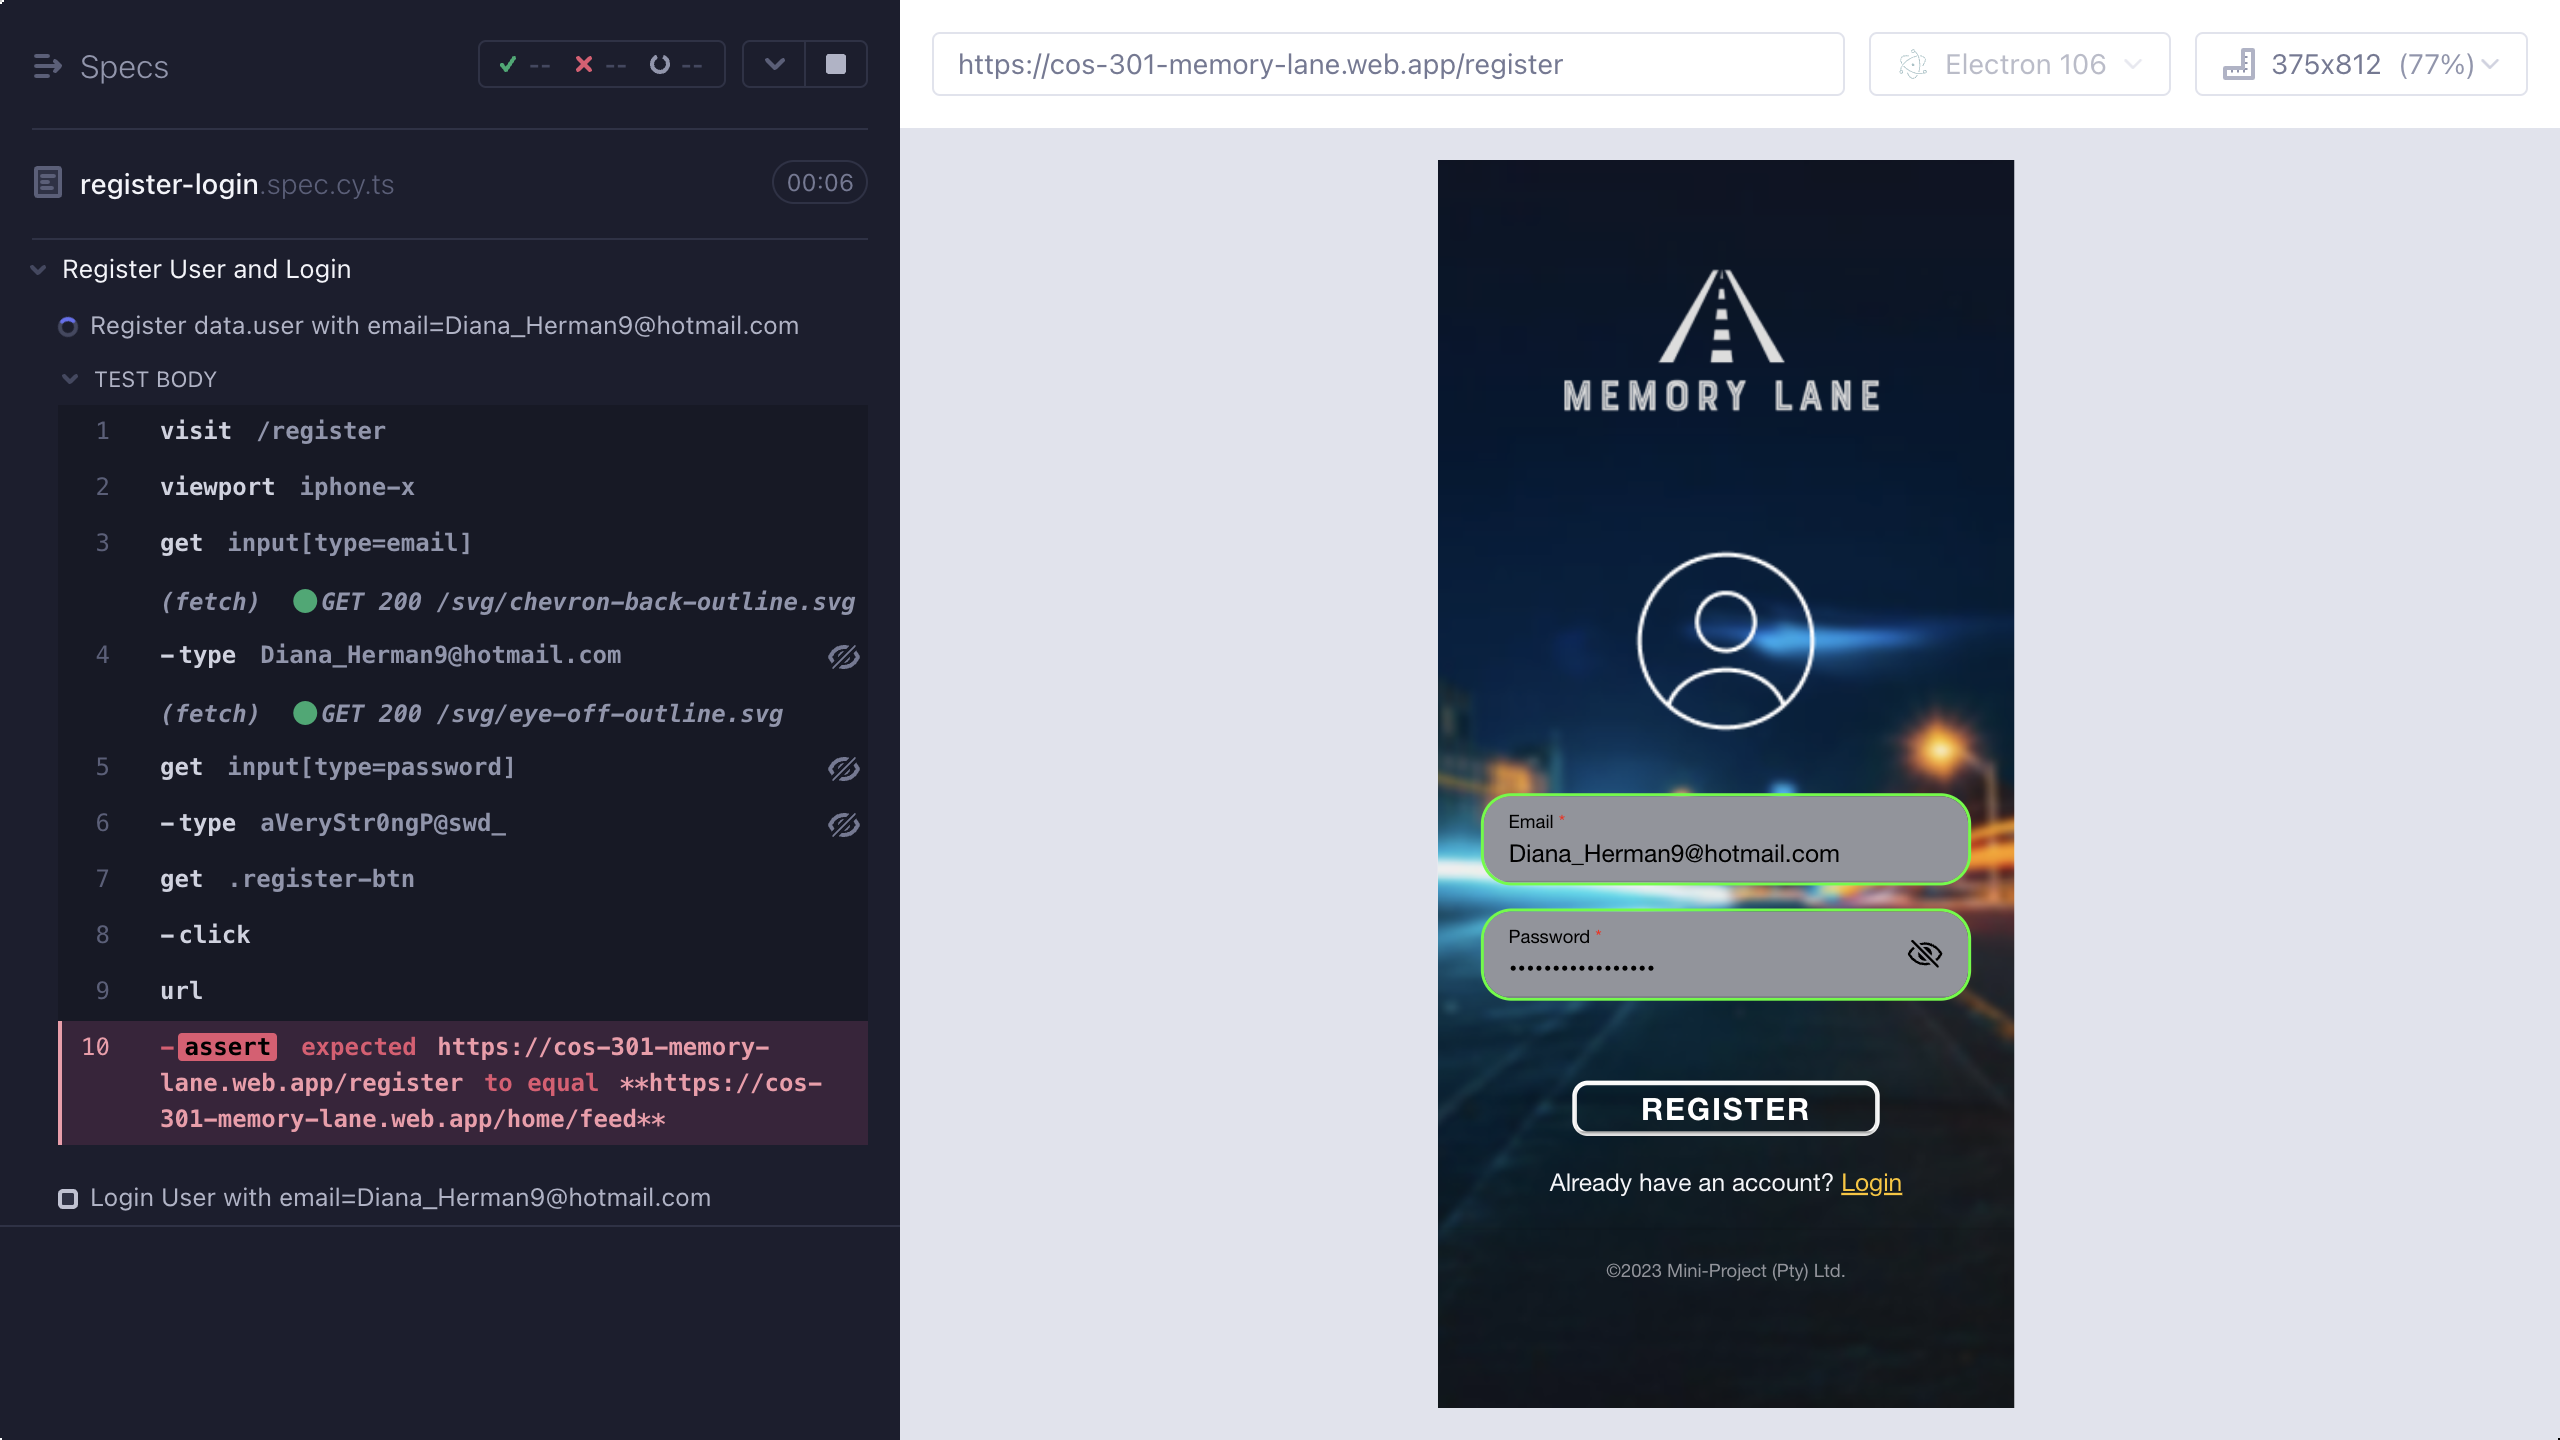 Specs
-- -- --
register-login.spec.cy.ts 00:06
Register User and Login
Register data.user with email=Diana_Herman9@hotmail.com
TEST BODY
1 visit /register
2 viewport iphone-x
3 get input[type=email]
(fetch) GET 200 /svg/chevron-back-outline.svg
4 -type Diana_Herman9@hotmail.com
(fetch) GET 200 /svg/eye-off-outline.svg
5 get input[type=password]
6 -type aVeryStr0ngP@swd_
7 get .register-btn
8 -click
9 url
10 -assert expected https://cos-301-memory-
lane.web.app/register to equal **https://cos-
301-memory-lane.web.app/home/feed**
Login User with email=Diana_Herman9@hotmail.com
https://cos-301-memory-lane.web.app/register
Electron 106
375x812 (77%)
MEMORY LANE
Email *
Diana_Herman9@hotmail.com
Password *
•••••••••••••••••
REGISTER
Already have an account? Login
©2023 Mini-Project (Pty) Ltd.